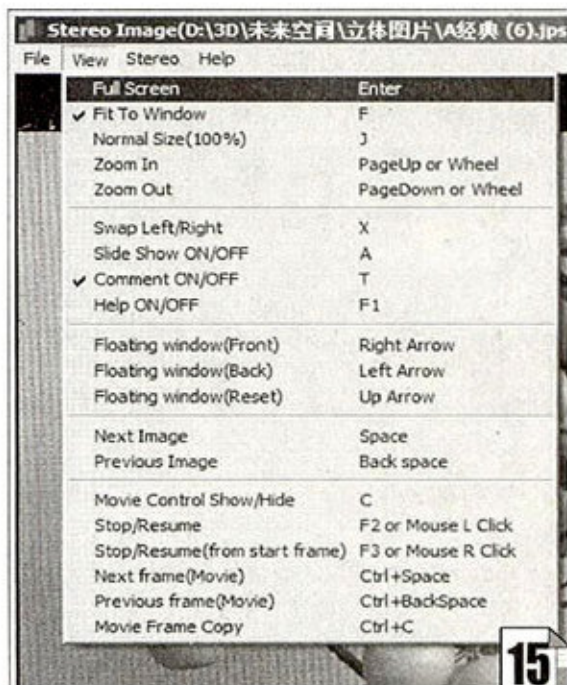 Stereo Image(D:\3D\未来空间\立体图片\A经典 (6).jps
File View Stereo Help
Full Screen Enter
✓ Fit To Window F
Normal Size(100%) J
Zoom In PageUp or Wheel
Zoom Out PageDown or Wheel
Swap Left/Right X
Slide Show ON/OFF A
✓ Comment ON/OFF T
Help ON/OFF F1
Floating window(Front) Right Arrow
Floating window(Back) Left Arrow
Floating window(Reset) Up Arrow
Next Image Space
Previous Image Back space
Movie Control Show/Hide C
Stop/Resume F2 or Mouse L Click
Stop/Resume(from start frame) F3 or Mouse R Click
Next frame(Movie) Ctrl+Space
Previous frame(Movie) Ctrl+BackSpace
Movie Frame Copy Ctrl+C
15